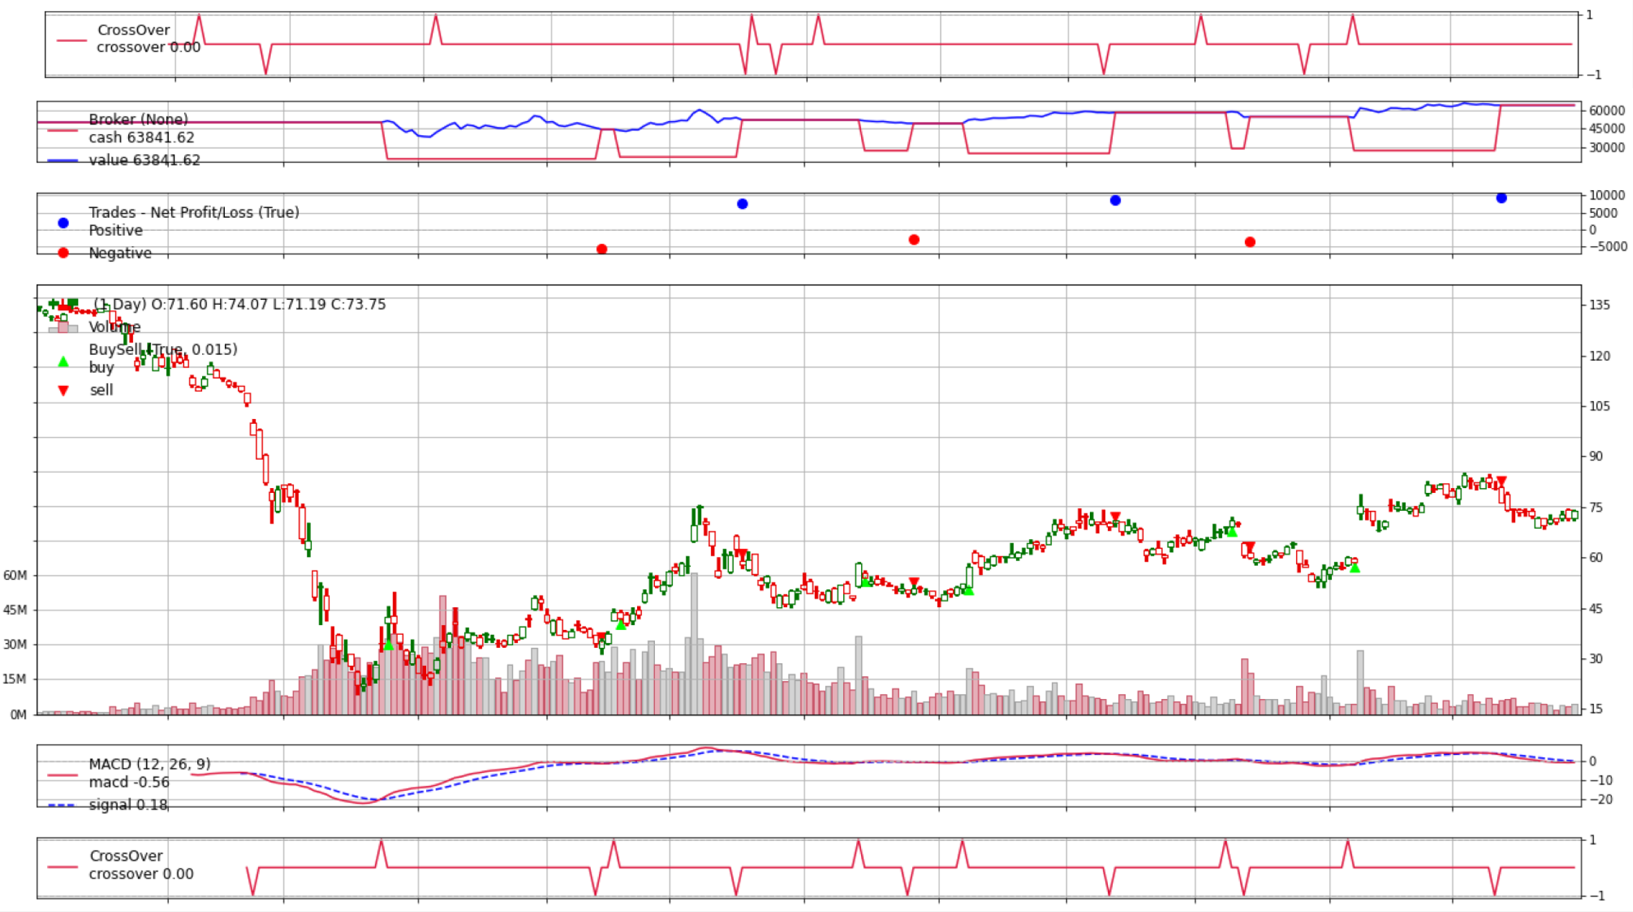 CrossOver
crossover 0.00
1
−1
Broker (None)
cash 63841.62
value 63841.62
60000
45000
30000
Trades - Net Profit/Loss (True)
Positive
Negative
10000
5000
0
−5000
(1 Day) O:71.60 H:74.07 L:71.19 C:73.75
Volume
BuySell (True, 0.015)
buy
sell
135
120
105
90
75
60
45
30
15
60M
45M
30M
15M
0M
MACD (12, 26, 9)
macd -0.56
signal 0.18
0
−10
−20
CrossOver
crossover 0.00
1
−1